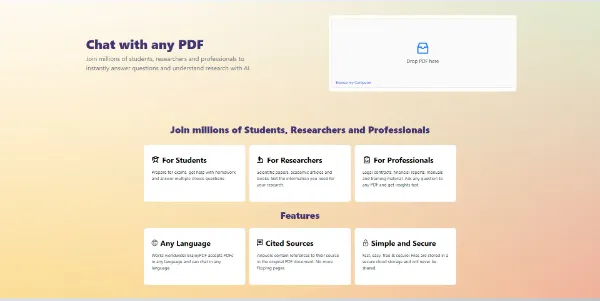 Chat with any PDF
Join millions of students, researchers and professionals to
instantly answer questions and understand research with AI.
Drop PDF here
Browse my Computer
Join millions of Students, Researchers and Professionals
For Students
Prepare for exams, get help with homework
and answer multiple choice questions.
For Researchers
Scientific papers, academic articles and
books. Get the information you need for
your research.
For Professionals
Legal contracts, financial reports, manuals
and training material. Ask any question to
any PDF and get insights fast.
Features
Any Language
Works worldwide! accepts PDFs
in any language and can chat in any
language.
Cited Sources
Answers contain references to their source
in the original PDF document. No more
flipping pages.
Simple and Secure
Fast, easy, free & secure! Files are stored in a
secure cloud storage and will never be
shared.